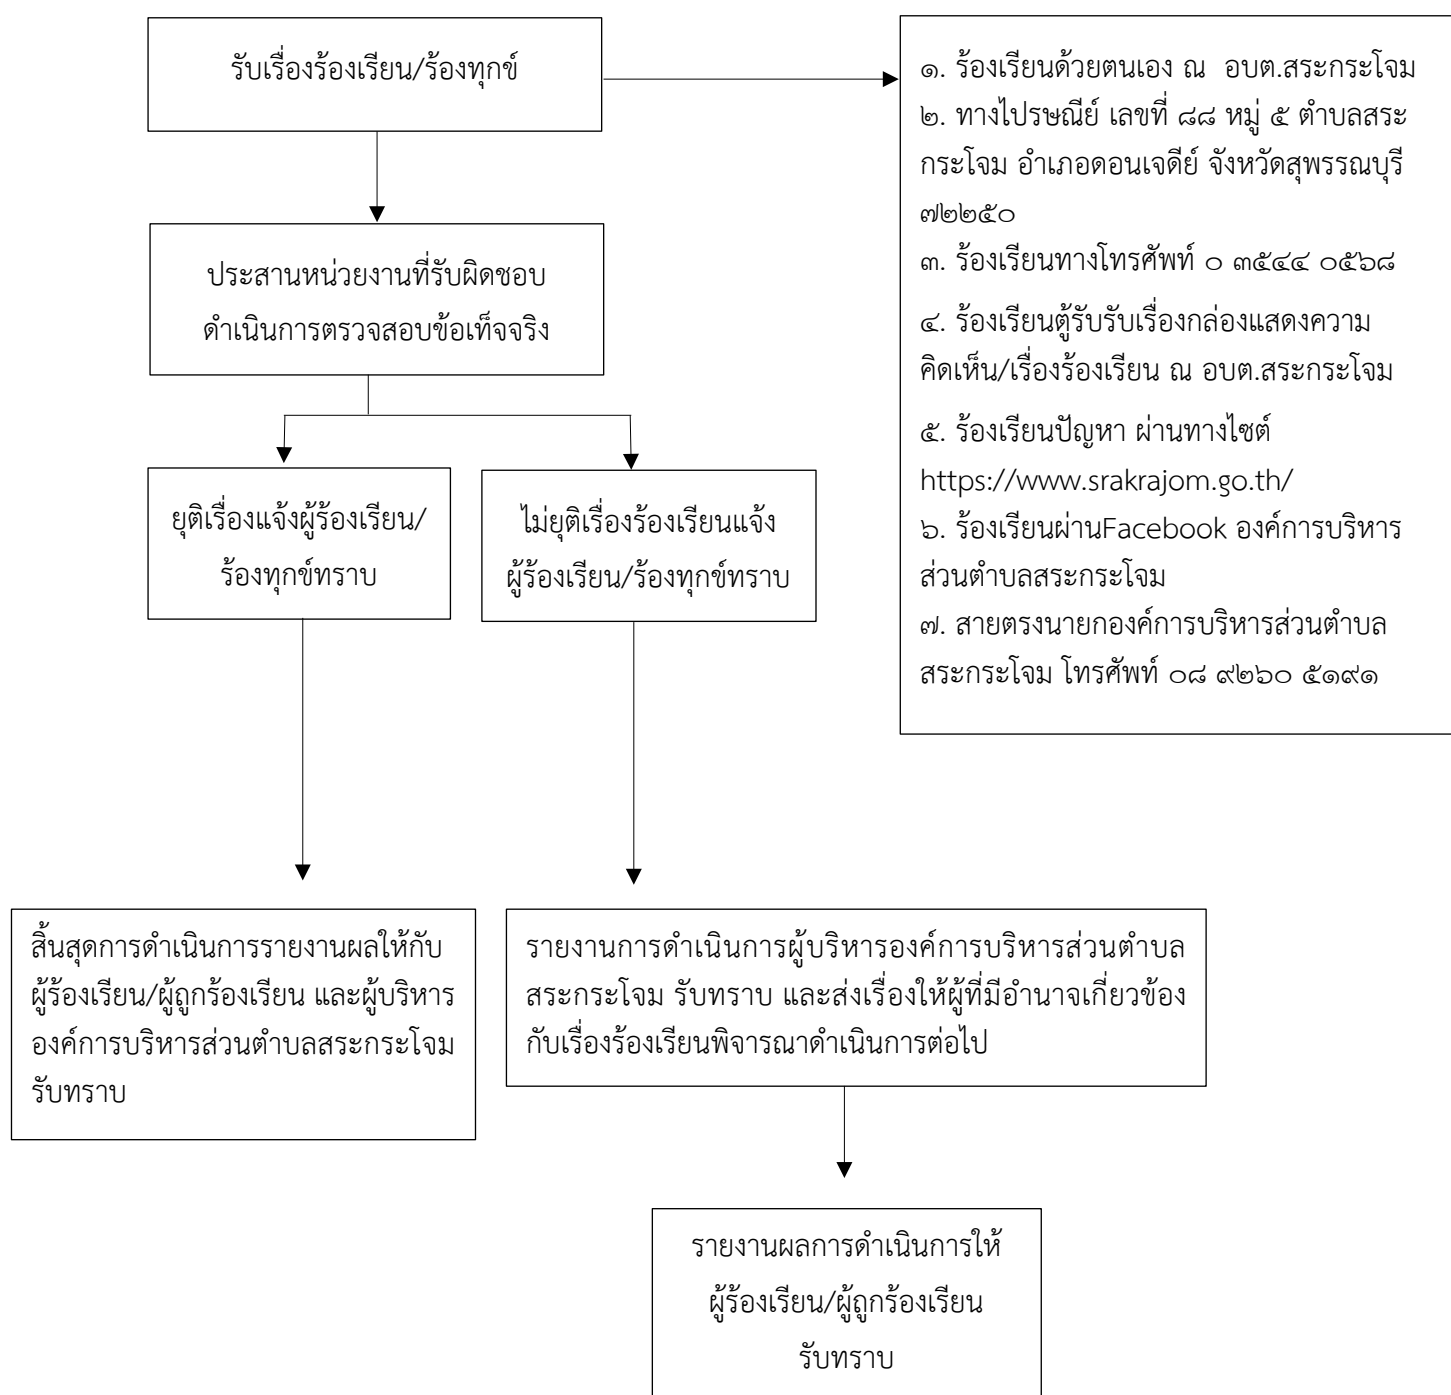 รับเรื่องร้องเรียน/ร้องทุกข์
๑. ร้องเรียนด้วยตนเอง ณ อบต.สระกระโจม
๒. ทางไปรษณีย์ เลขที่ ๘๘ หมู่ ๕ ตำบลสระ
กระโจม อำเภอดอนเจดีย์ จังหวัดสุพรรณบุรี
๗๒๒๕๐
๓. ร้องเรียนทางโทรศัพท์ ๐ ๓๕๔๔ ๐๕๖๘
๔. ร้องเรียนตู้รับรับเรื่องกล่องแสดงความ
คิดเห็น/เรื่องร้องเรียน ณ อบต.สระกระโจม
๕. ร้องเรียนปัญหา ผ่านทางไซต์
https://www.srakrajom.go.th/
๖. ร้องเรียนผ่านFacebook องค์การบริหาร
ส่วนตำบลสระกระโจม
๗. สายตรงนายกองค์การบริหารส่วนตำบล
สระกระโจม โทรศัพท์ ๐๘ ๙๒๖๐ ๕๑๙๑
ประสานหน่วยงานที่รับผิดชอบ
ดำเนินการตรวจสอบข้อเท็จจริง
ยุติเรื่องแจ้งผู้ร้องเรียน/
ร้องทุกข์ทราบ
ไม่ยุติเรื่องร้องเรียนแจ้ง
ผู้ร้องเรียน/ร้องทุกข์ทราบ
สิ้นสุดการดำเนินการรายงานผลให้กับ
ผู้ร้องเรียน/ผู้ถูกร้องเรียน และผู้บริหาร
องค์การบริหารส่วนตำบลสระกระโจม
รับทราบ
รายงานการดำเนินการผู้บริหารองค์การบริหารส่วนตำบล
สระกระโจม รับทราบ และส่งเรื่องให้ผู้ที่มีอำนาจเกี่ยวข้อง
กับเรื่องร้องเรียนพิจารณาดำเนินการต่อไป
รายงานผลการดำเนินการให้
ผู้ร้องเรียน/ผู้ถูกร้องเรียน
รับทราบ